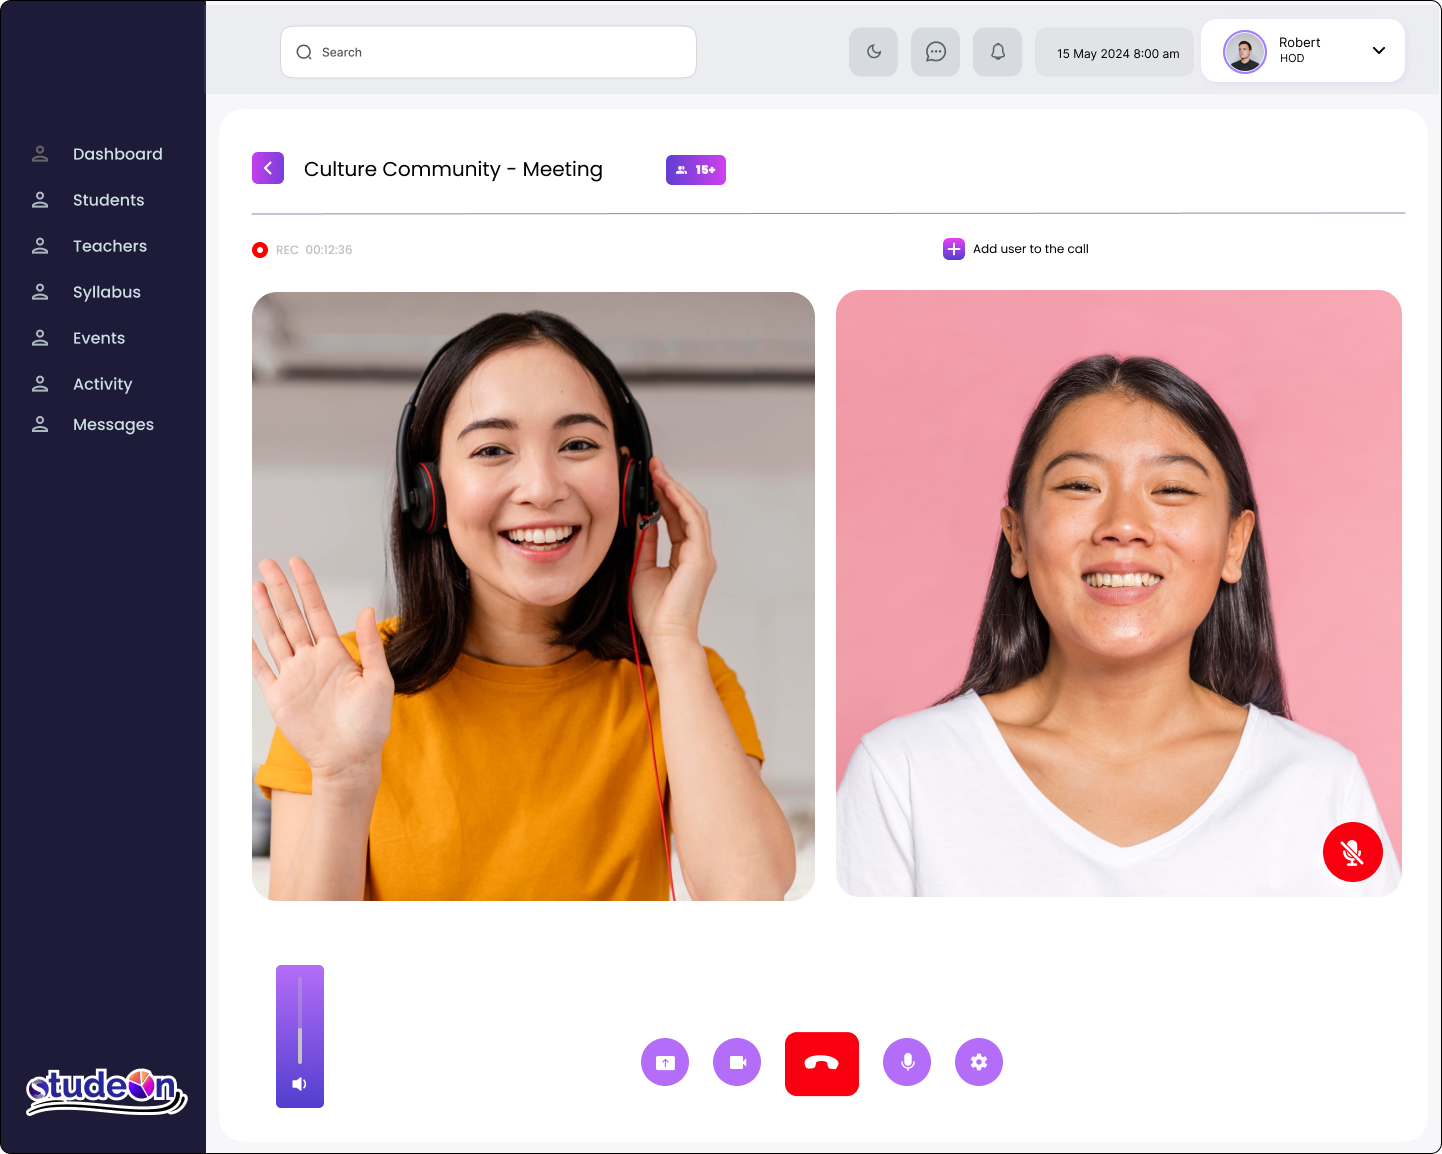 Search
15 May 2024 8:00 am
Robert
HOD
Dashboard
Students
Teachers
Syllabus
Events
Activity
Messages
studeOn
Culture Community - Meeting
15+
REC 00:12:36
Add user to the call